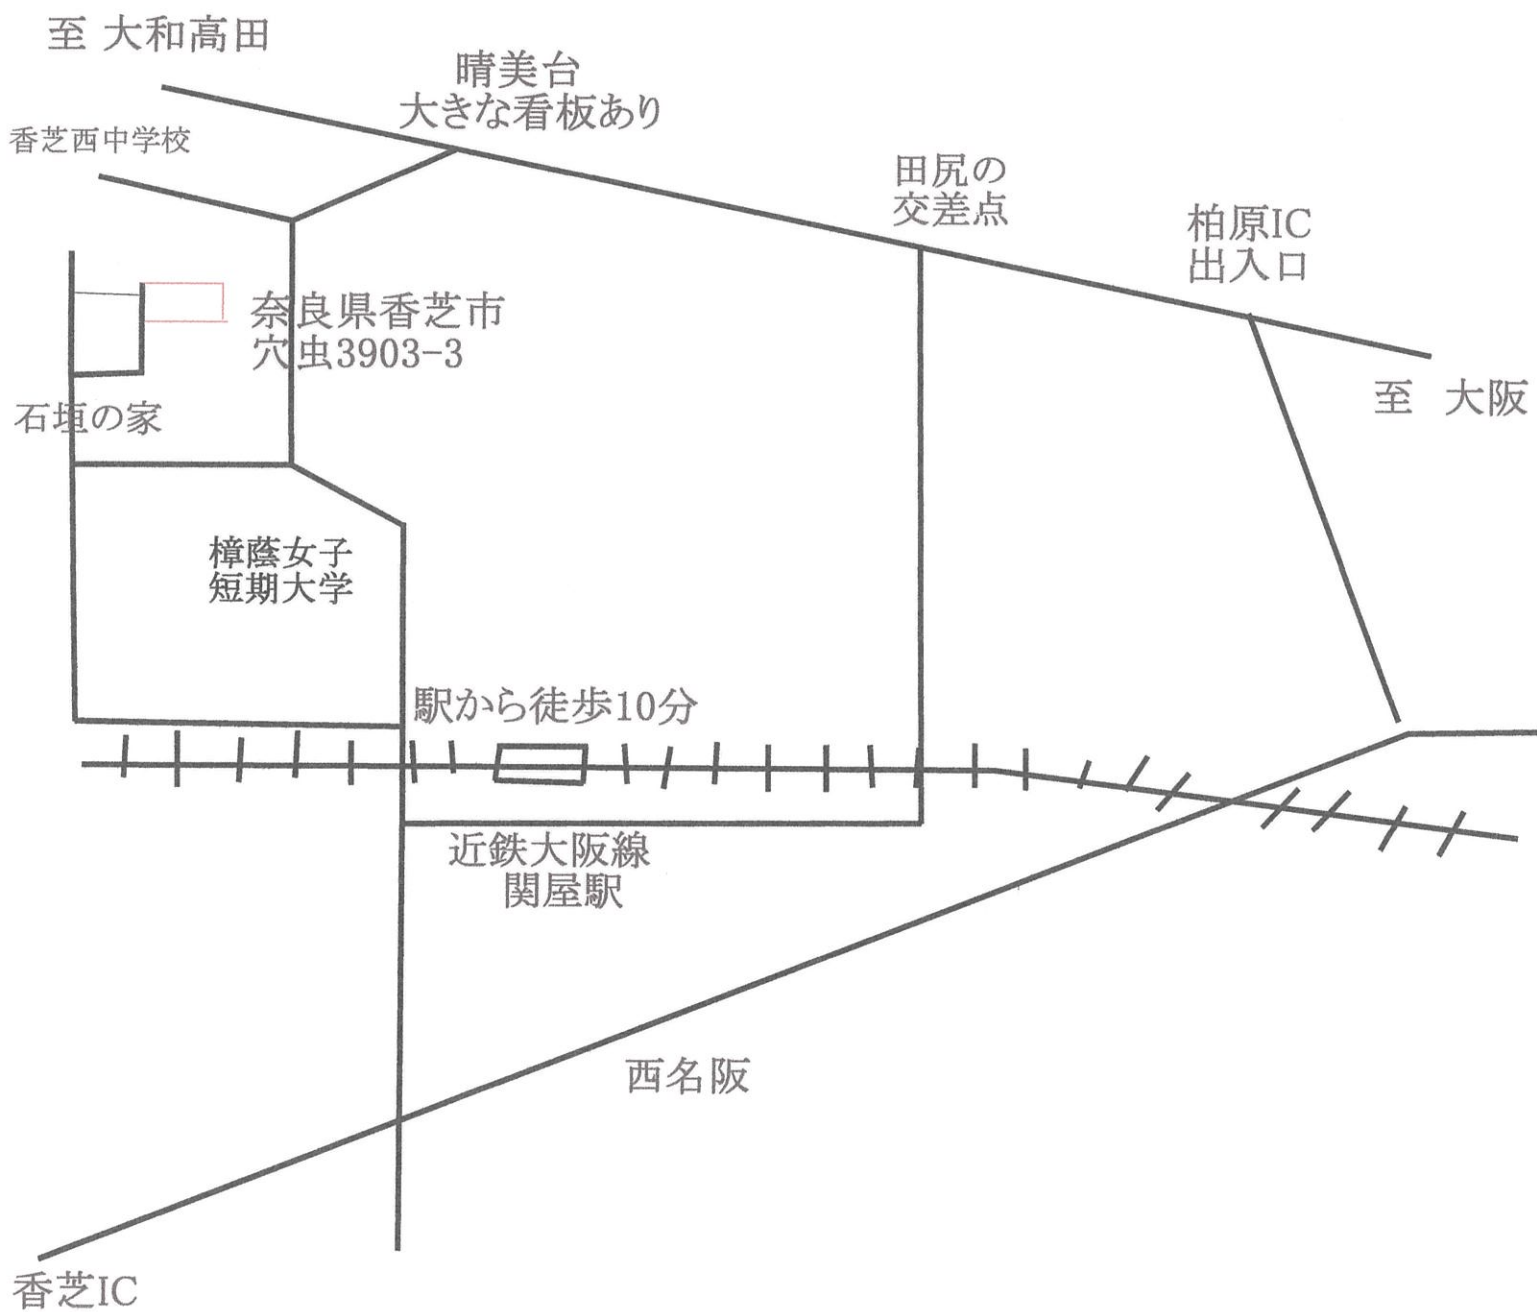 至 大和高田
晴美台
大きな看板あり
香芝西中学校
田尻の
交差点
柏原IC
出入口
奈良県香芝市
穴虫3903-3
至 大阪
石垣の家
樟蔭女子
短期大学
駅から徒歩10分
近鉄大阪線
関屋駅
西名阪
香芝IC